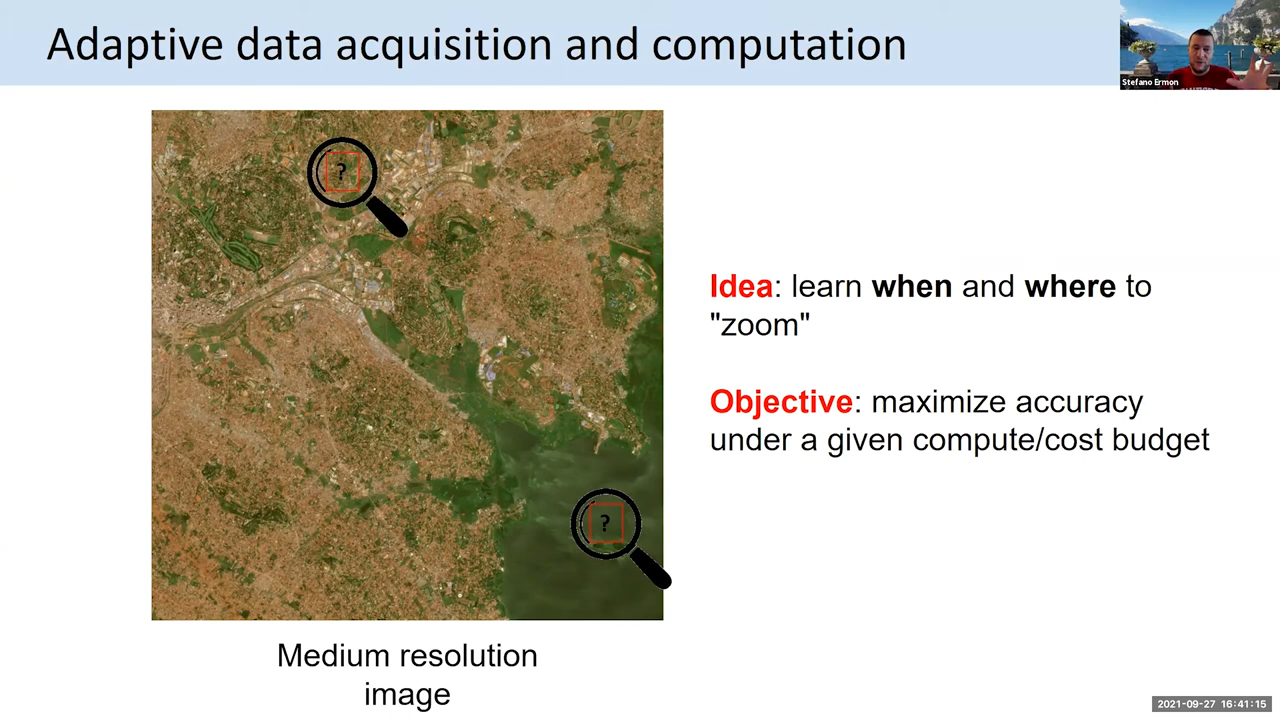 Adaptive data acquisition and computation
Stefano Ermon
?
Idea: learn when and where to
"zoom"
Objective: maximize accuracy
under a given compute/cost budget
?
Medium resolution
image
2021-09-27 16:41:15